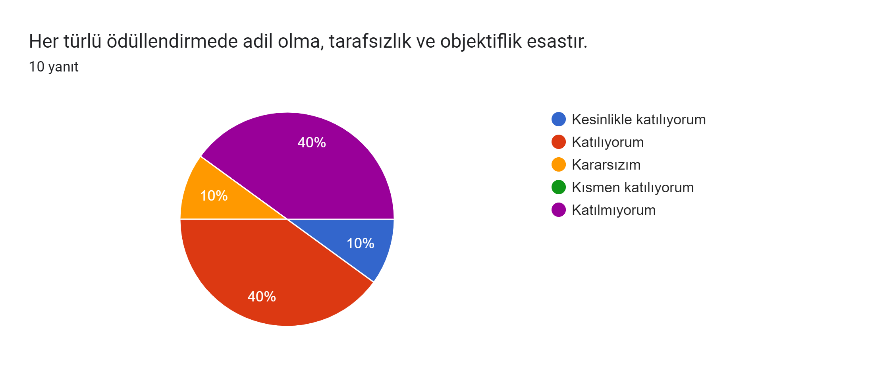 Her türlü ödüllendirmede adil olma, tarafsızlık ve objektiflik esastır.
10 yanıt
Kesinlikle katılıyorum
Katılıyorum
Kararsızım
Kısmen katılıyorum
Katılmıyorum
40%
10%
10%
40%